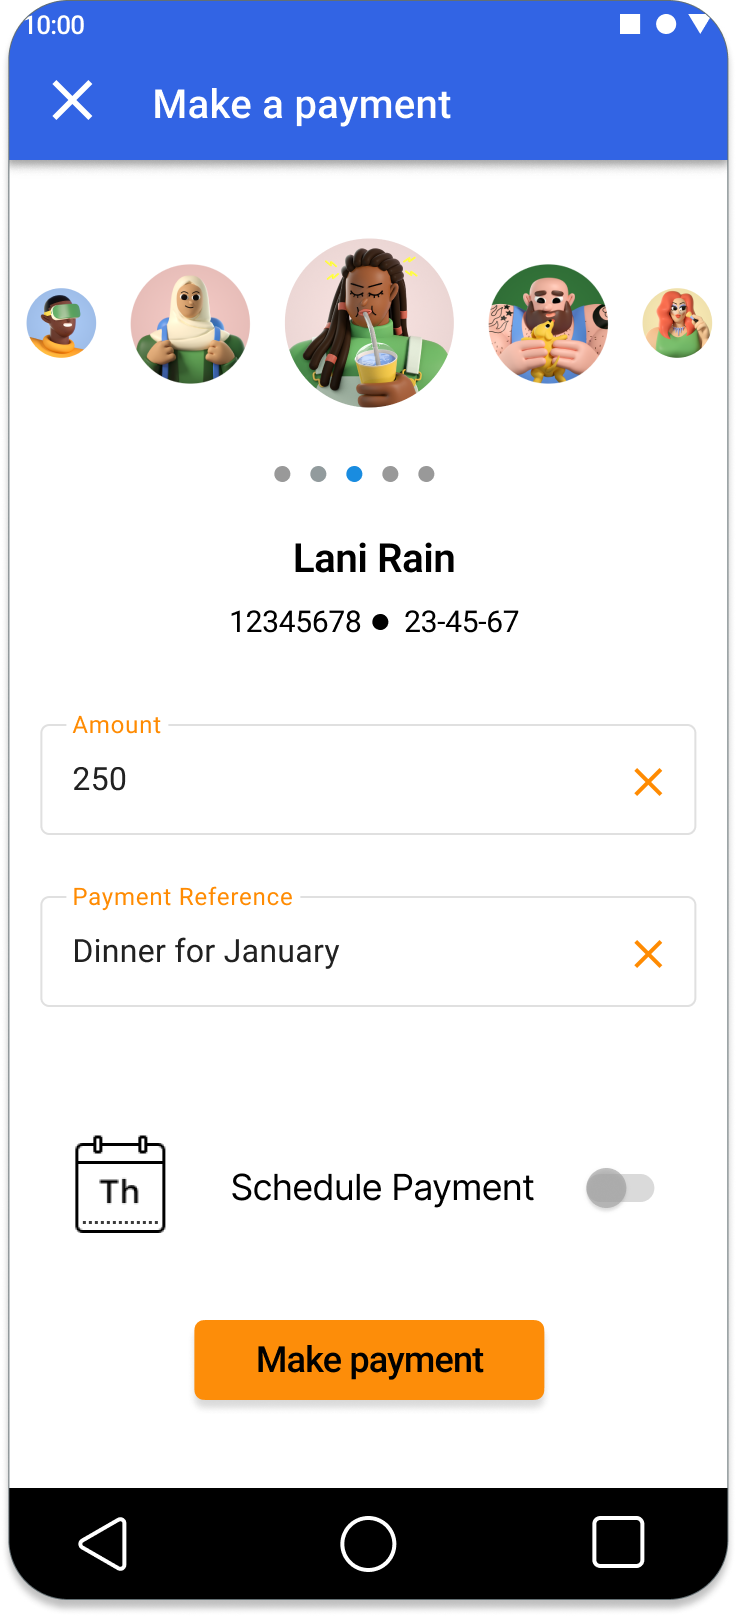 10:00
Make a payment
Lani Rain
12345678 ● 23-45-67
Amount
250
Payment Reference
Dinner for January
Th
Schedule Payment
Make payment